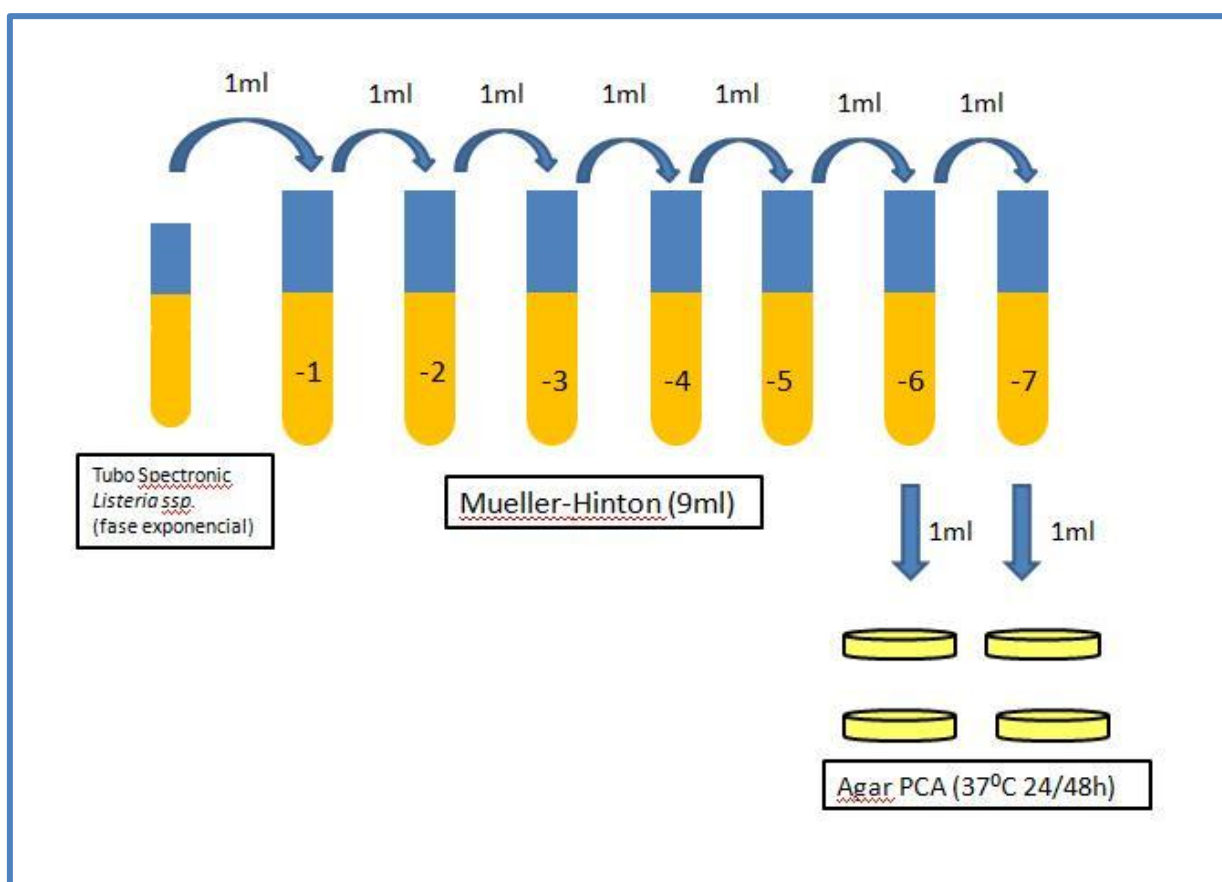 1ml
1ml
1ml
1ml
1ml
1ml
1ml
-1
-2
-3
-4
-5
-6
-7
Tubo Spectronic
Listeria ssp.
(fase exponencial)
Mueller-Hinton (9ml)
1ml
1ml
Agar PCA (37⁰C 24/48h)